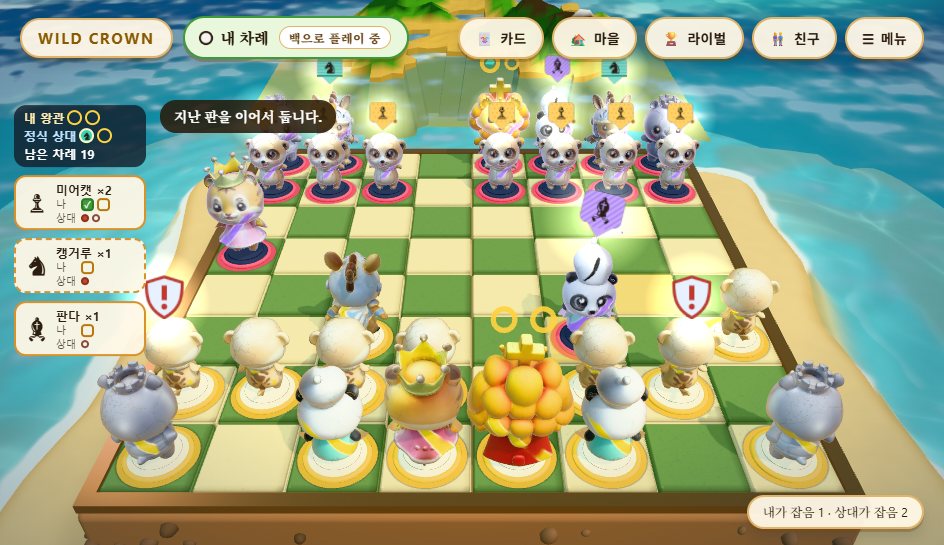 WILD CROWN
내 차례
백으로 플레이 중
카드
마을
라이벌
친구
메뉴
내 왕관
정식 상대
남은 차례 19
지난 판을 이어서 둡니다.
미어캣 ×2
나
상대
캥거루 ×1
나
상대
판다 ×1
나
상대
내가 잡음 1 · 상대가 잡음 2